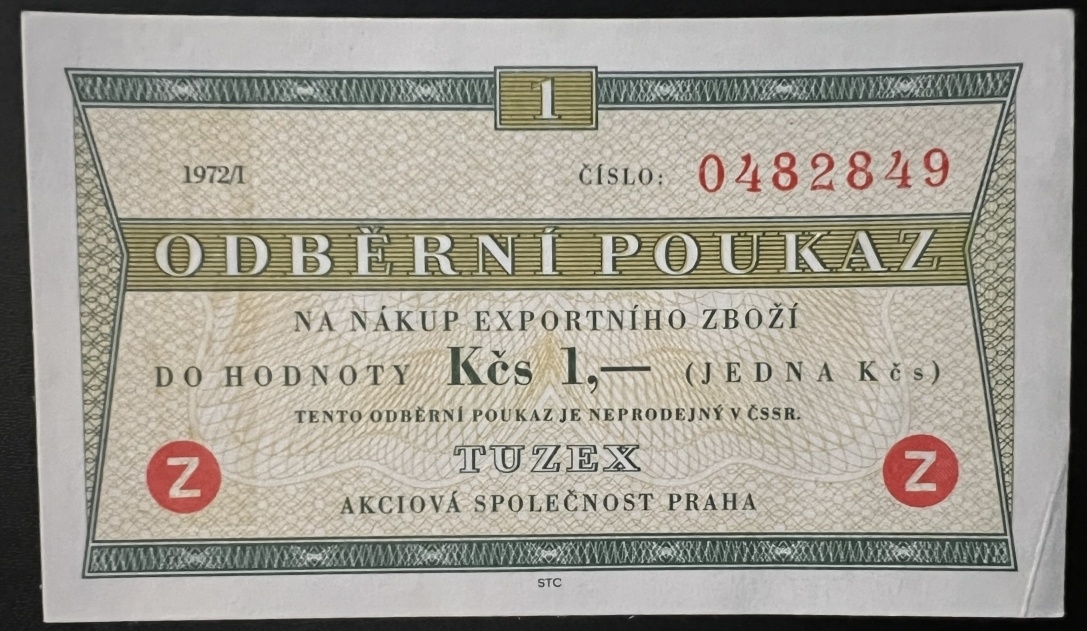 1
1972/I ČÍSLO: 0482849
ODBĚRNÍ POUKAZ
NA NÁKUP EXPORTNÍHO ZBOŽÍ
DO HODNOTY Kčs 1,— (JEDNA Kčs)
TENTO ODBĚRNÍ POUKAZ JE NEPRODEJNÝ V ČSSR.
TUZEX
Z Z
AKCIOVÁ SPOLEČNOST PRAHA
STC